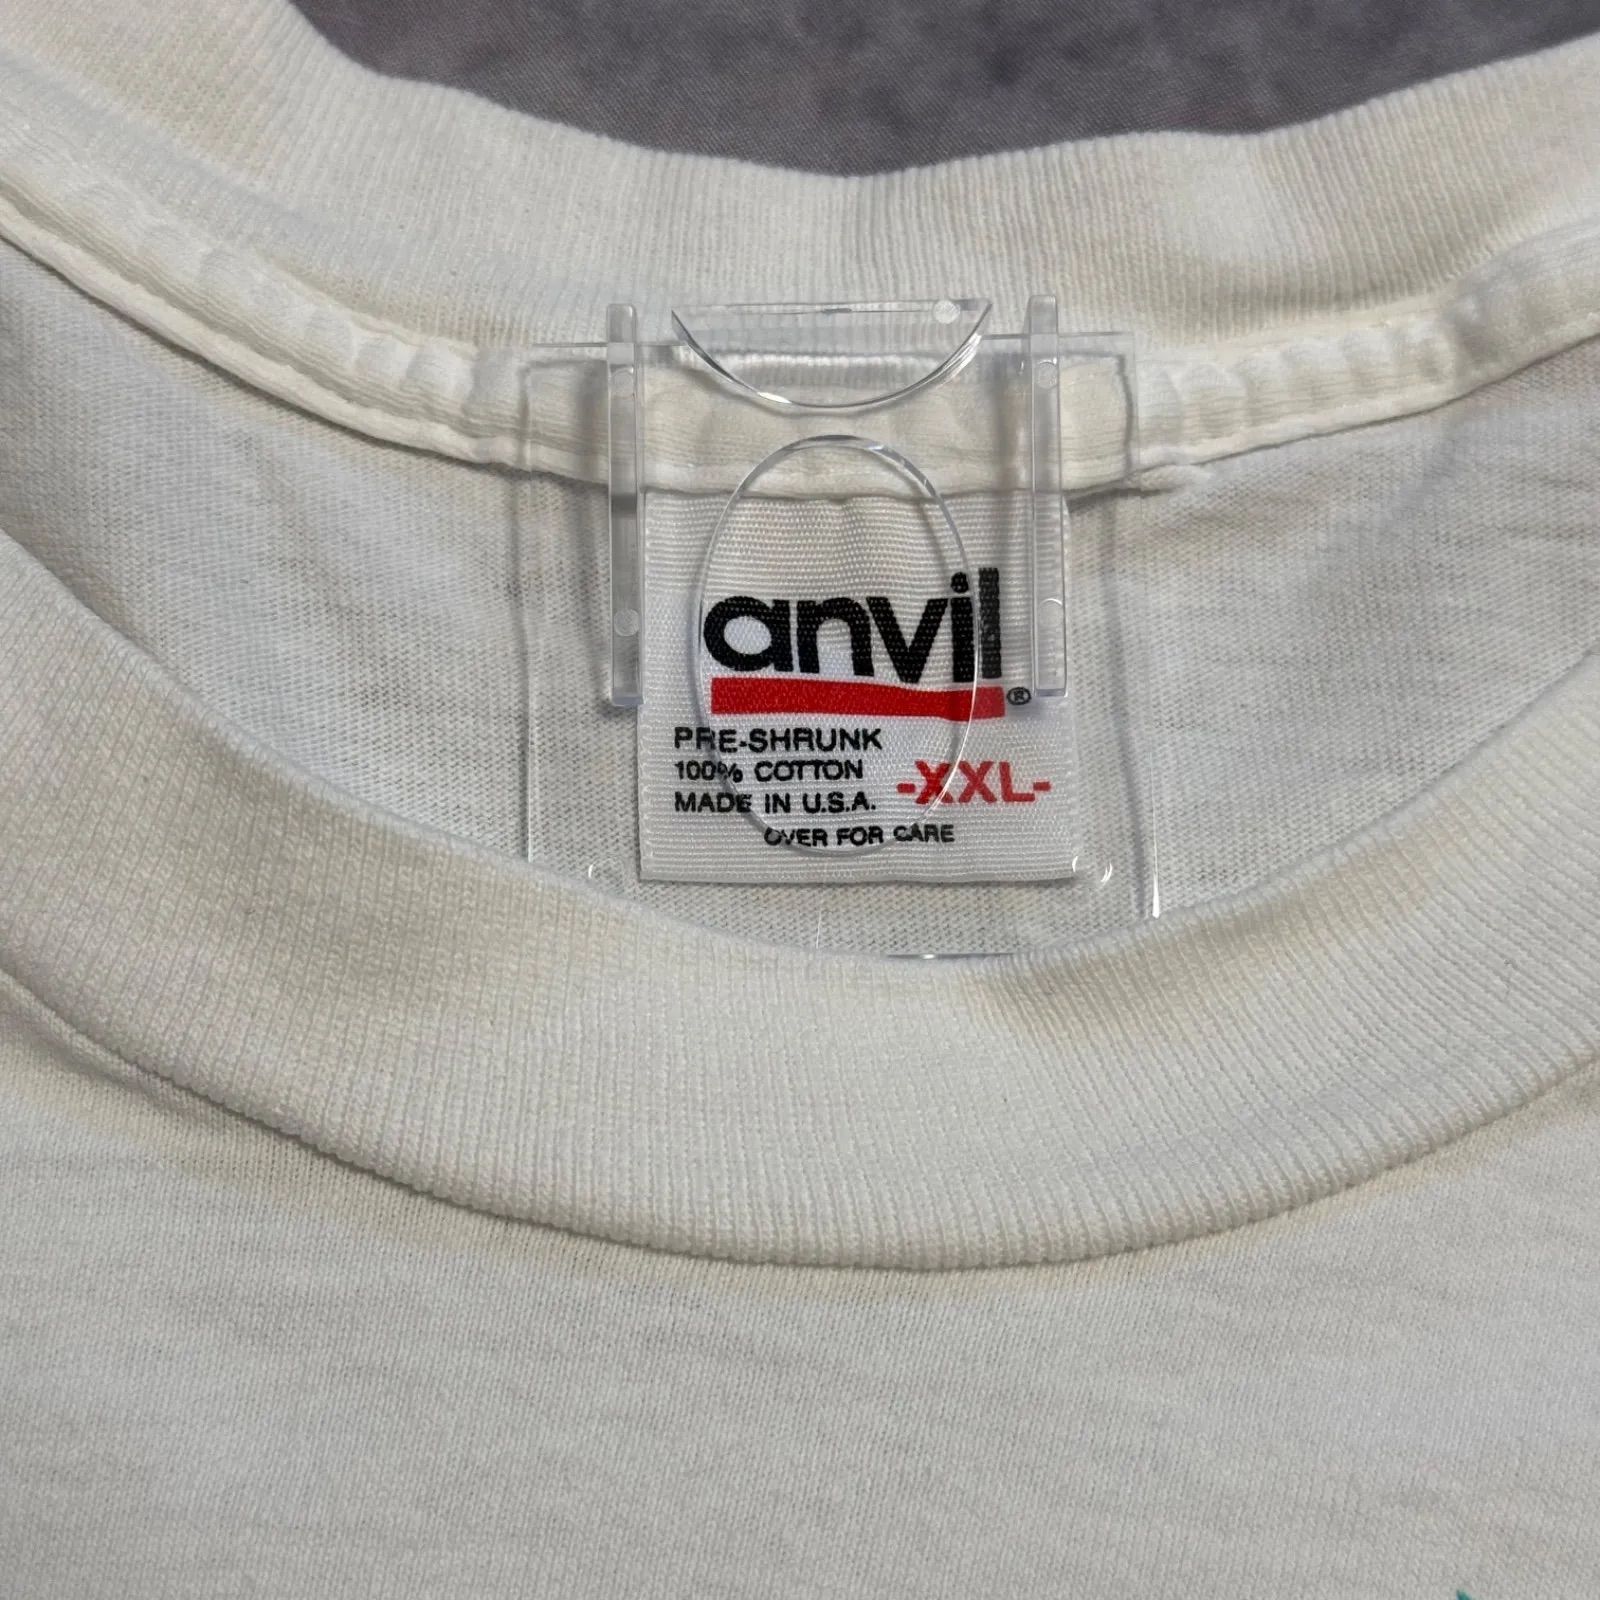 anvil®
PRE-SHRUNK
100% COTTON
MADE IN U.S.A.
-XXL-
OVER FOR CARE